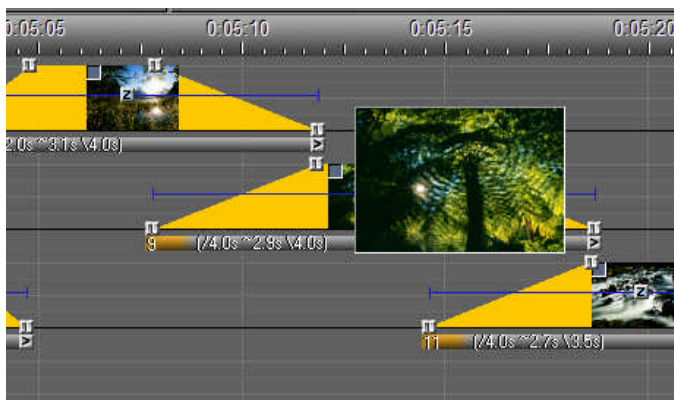 0:05:05 0:05:10 0:05:15 0:05:20
Z
2.0s ~3.1s \4.0s)
>
9 (/4.0s ~2.9s \4.0s)
>
Z
>
11 (/4.0s ~2.7s \3.5s)